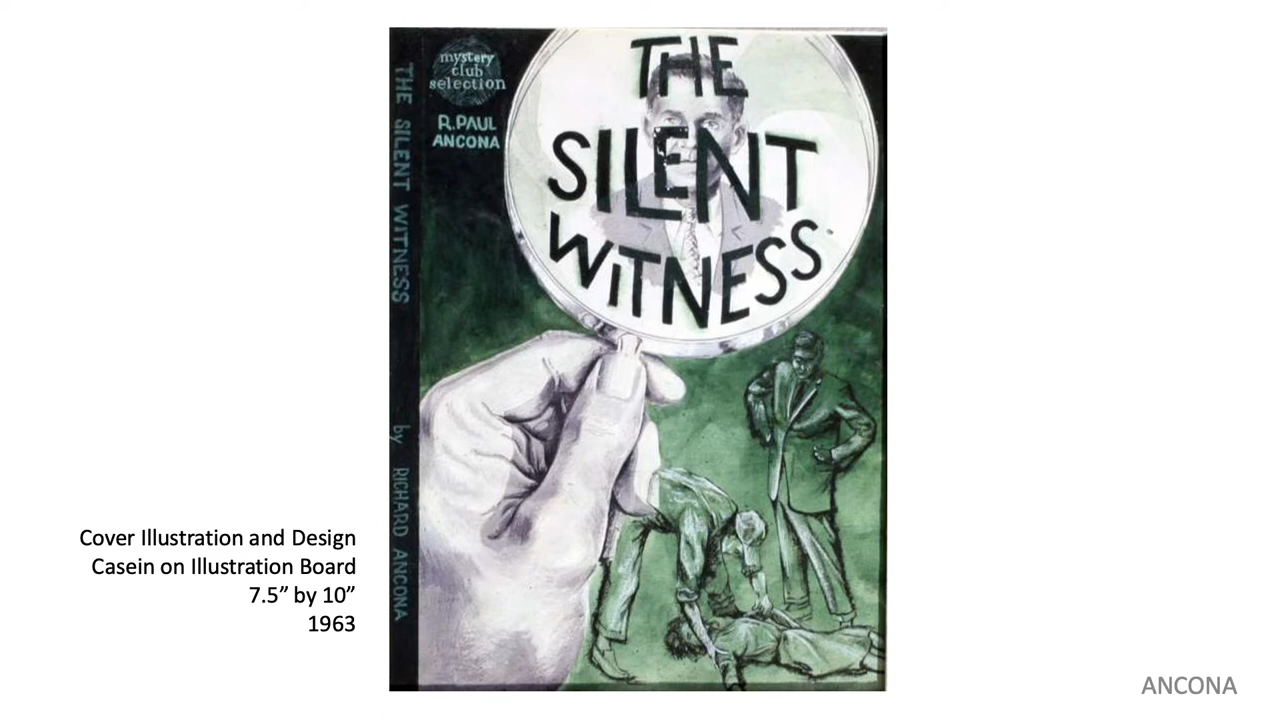 THE SILENT WITNESS by RICHARD ANCONA
mystery
club
selection
R. PAUL
ANCONA
THE
SILENT
WITNESS
Cover Illustration and Design
Casein on Illustration Board
7.5” by 10”
1963
ANCONA